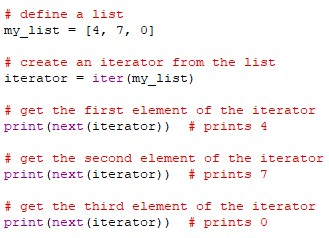 # define a list
my_list = [4, 7, 0]
# create an iterator from the list
iterator = iter(my_list)
# get the first element of the iterator
print(next(iterator))  # prints 4
# get the second element of the iterator
print(next(iterator))  # prints 7
# get the third element of the iterator
print(next(iterator))  # prints 0